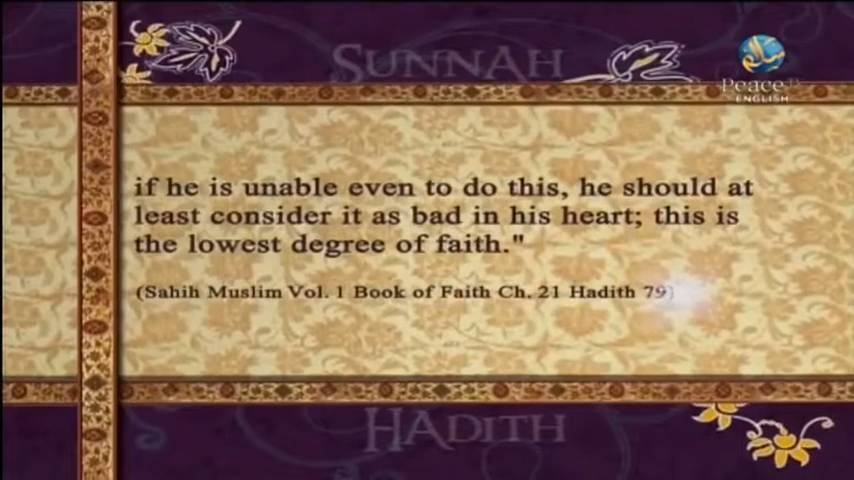 SUNNAH
سلام
Peace TV
ENGLISH
if he is unable even to do this, he should at
least consider it as bad in his heart; this is
the lowest degree of faith."
(Sahih Muslim Vol. 1 Book of Faith Ch. 21 Hadith 79)
HADITH